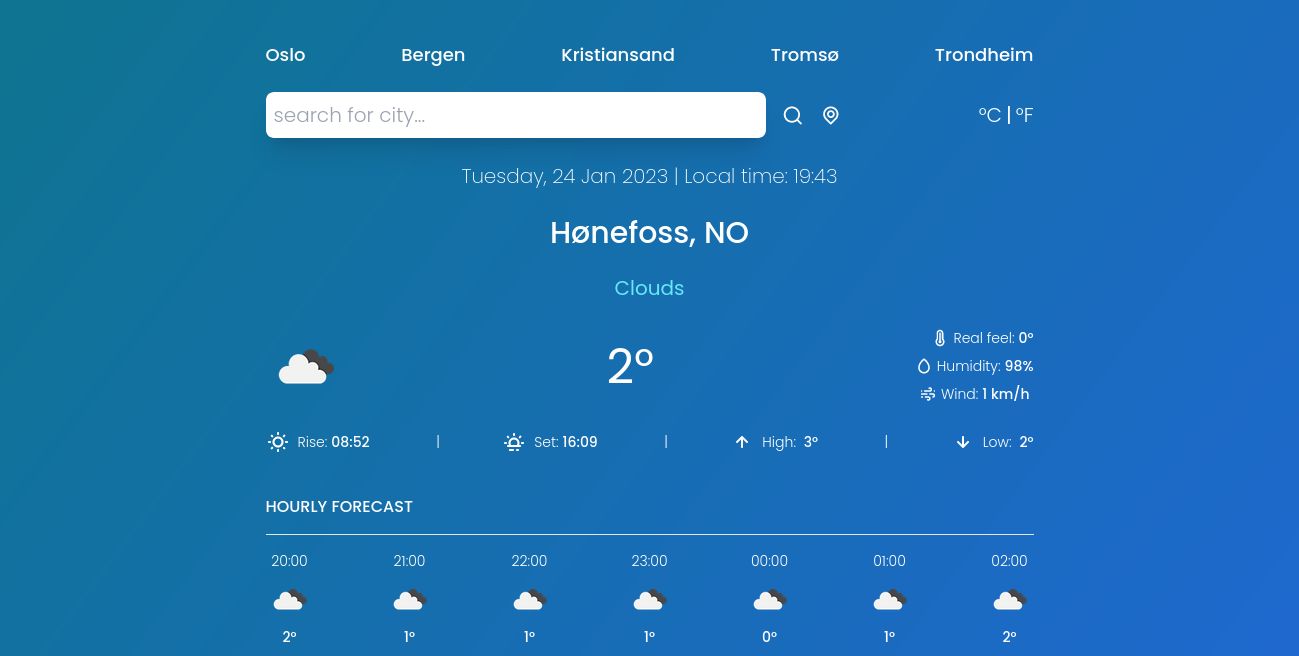 Oslo Bergen Kristiansand Tromsø Trondheim
search for city... °C | °F
Tuesday, 24 Jan 2023 | Local time: 19:43
Hønefoss, NO
Clouds
2°
Real feel: 0°
Humidity: 98%
Wind: 1 km/h
Rise: 08:52 | Set: 16:09 | High: 3° | Low: 2°
HOURLY FORECAST
20:00 21:00 22:00 23:00 00:00 01:00 02:00
2° 1° 1° 1° 0° 1° 2°